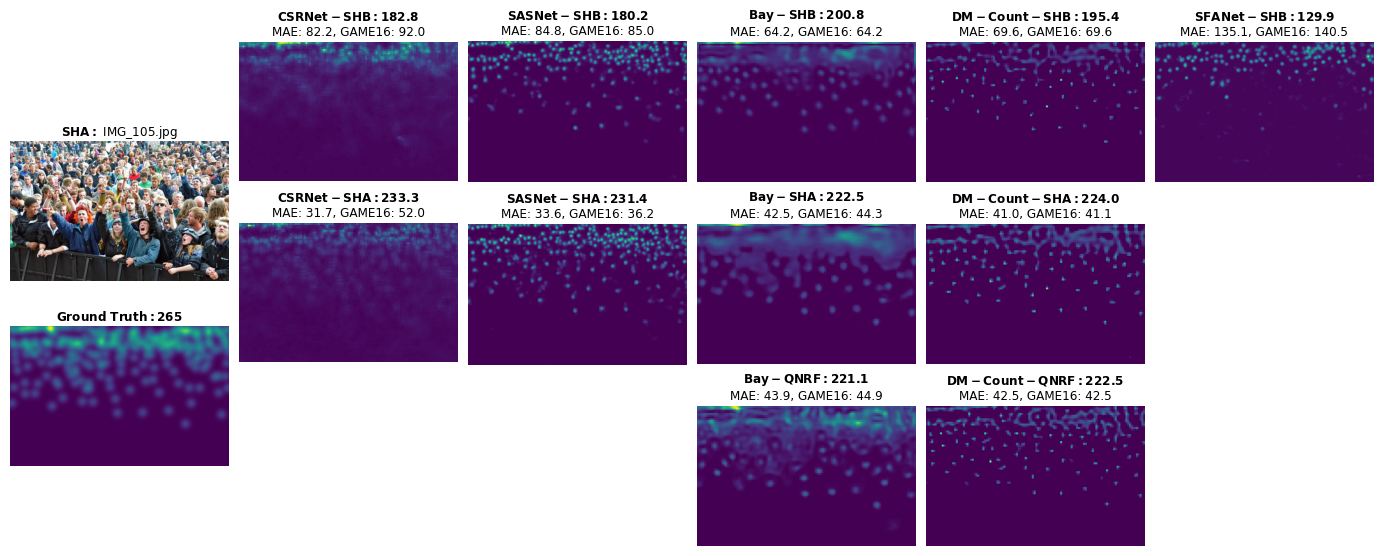 CSRNet − SHB : 182.8
MAE: 82.2, GAME16: 92.0
SASNet − SHB : 180.2
MAE: 84.8, GAME16: 85.0
Bay − SHB : 200.8
MAE: 64.2, GAME16: 64.2
DM − Count − SHB : 195.4
MAE: 69.6, GAME16: 69.6
SFANet − SHB : 129.9
MAE: 135.1, GAME16: 140.5
SHA : IMG_105.jpg
CSRNet − SHA : 233.3
MAE: 31.7, GAME16: 52.0
SASNet − SHA : 231.4
MAE: 33.6, GAME16: 36.2
Bay − SHA : 222.5
MAE: 42.5, GAME16: 44.3
DM − Count − SHA : 224.0
MAE: 41.0, GAME16: 41.1
Ground Truth : 265
Bay − QNRF : 221.1
MAE: 43.9, GAME16: 44.9
DM − Count − QNRF : 222.5
MAE: 42.5, GAME16: 42.5